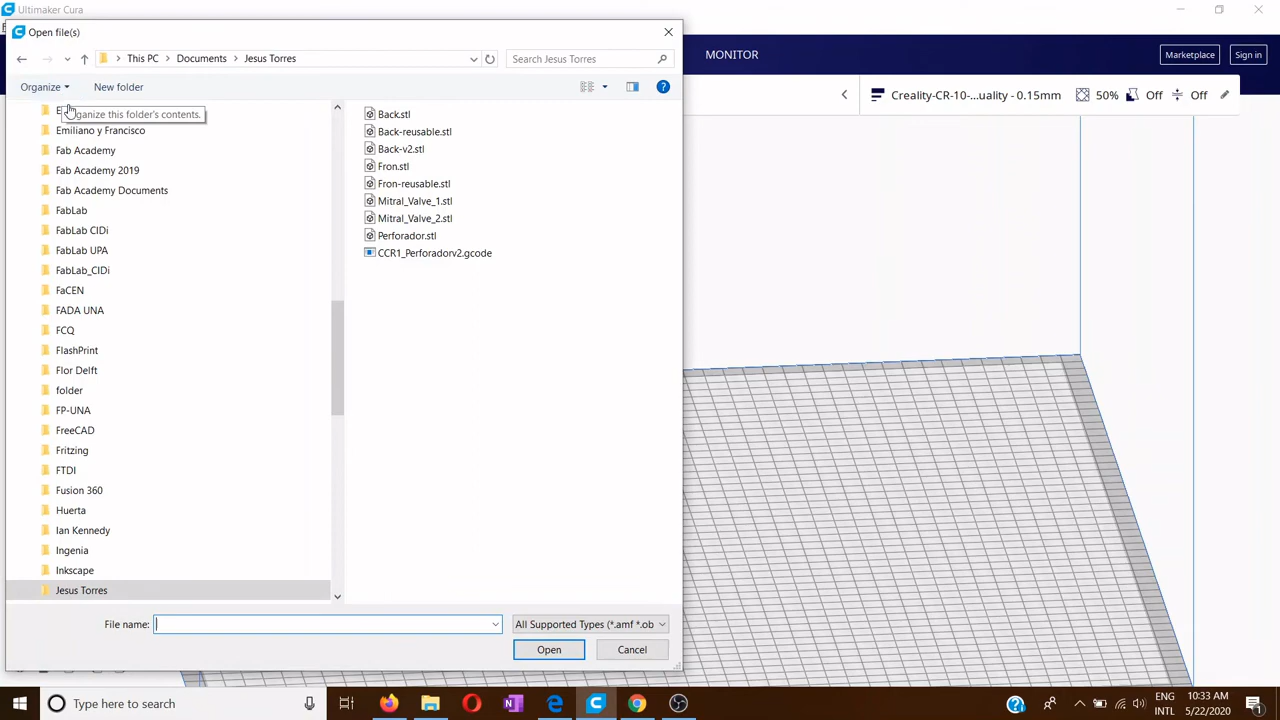 Ultimaker Cura
Open file(s)
This PC > Documents > Jesus Torres
Search Desus Torres
MONITOR
Marketplace
Sign in
Organize
New folder
Creality-CR-10-...uality - 0.15mm
50%
Off
Off
Organize this folder's contents.
Emiliano y Francisco
Fab Academy
Fab Academy 2019
Fab Academy Documents
FabLab
FabLab CIDi
FabLab UPA
FabLab_CIDi
FaCEN
FADA UNA
FCQ
FlashPrint
Flor Delft
folder
FP-UNA
FreeCAD
Fritzing
FTDI
Fusion 360
Huerta
Ian Kennedy
Ingenia
Inkscape
Jesus Torres
Back.stl
Back-reusable.stl
Back-v2.stl
Fron.stl
Fron-reusable.stl
Mitral_Valve_1.stl
Mitral_Valve_2.stl
Perforador.stl
CCR1_Perforadorv2.gcode
File name:
All Supported Types (*.amf *.ob
Open
Cancel
Type here to search
ENG
INTL
10:33 AM
5/22/2020